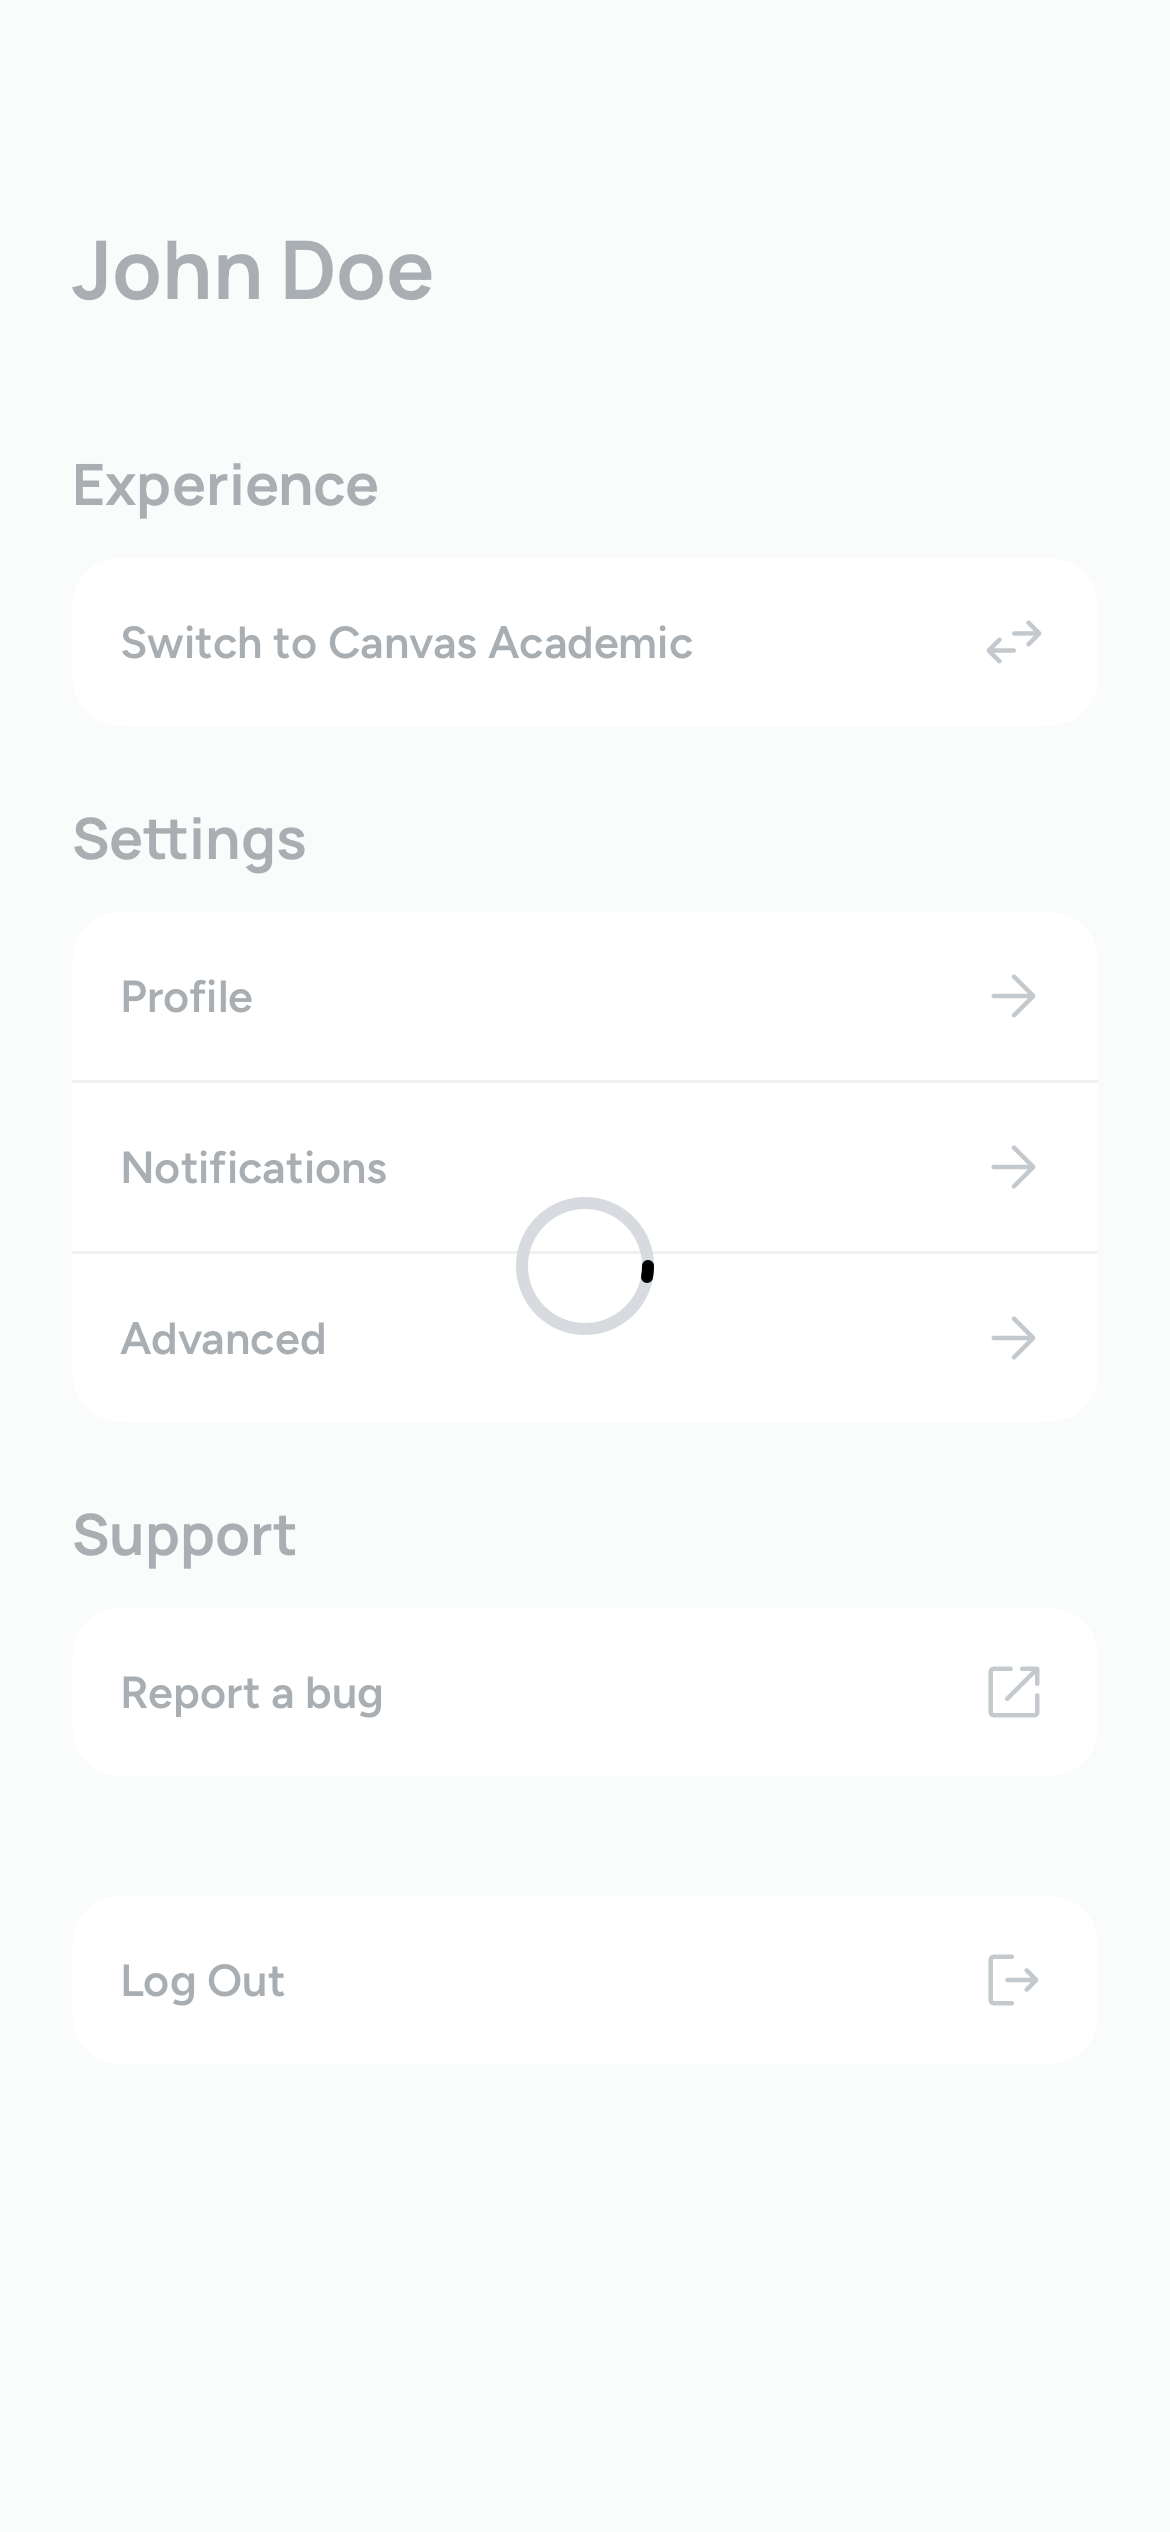 John Doe
Experience
Switch to Canvas Academic
Settings
Profile
Notifications
Advanced
Support
Report a bug
Log Out